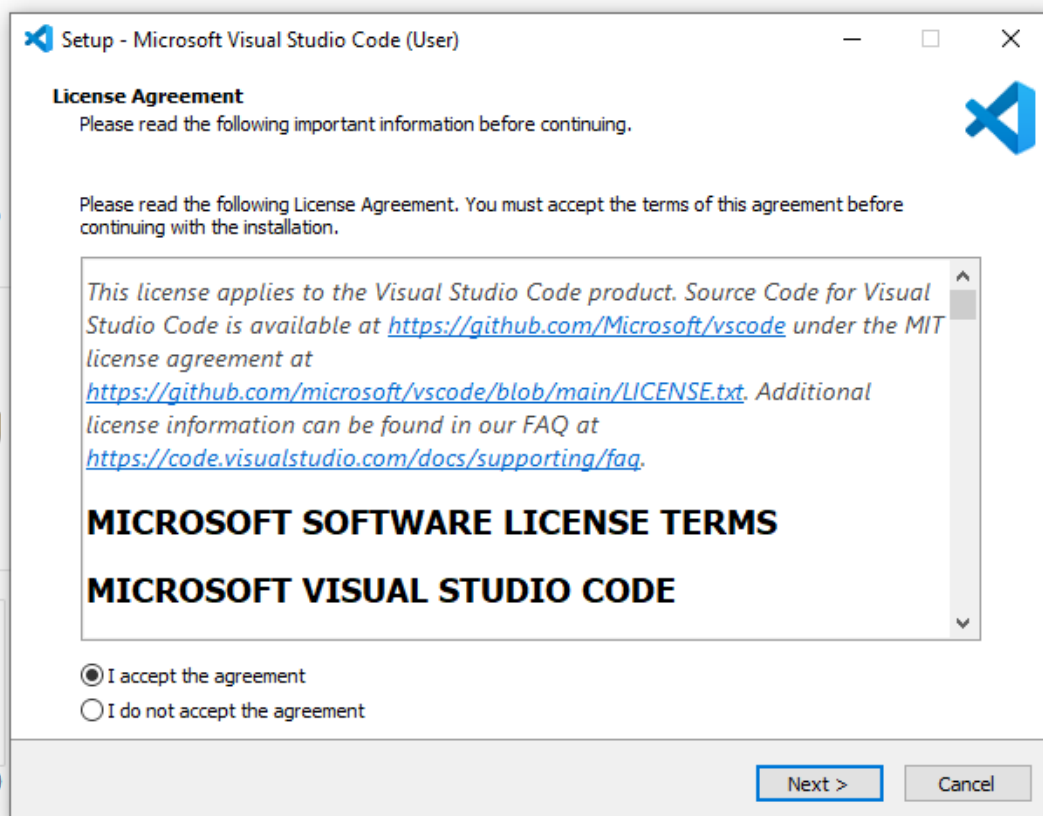 Setup - Microsoft Visual Studio Code (User)
License Agreement
Please read the following important information before continuing.
Please read the following License Agreement. You must accept the terms of this agreement before
continuing with the installation.
This license applies to the Visual Studio Code product. Source Code for Visual
Studio Code is available at https://github.com/Microsoft/vscode under the MIT
license agreement at
https://github.com/microsoft/vscode/blob/main/LICENSE.txt. Additional
license information can be found in our FAQ at
https://code.visualstudio.com/docs/supporting/faq.
MICROSOFT SOFTWARE LICENSE TERMS
MICROSOFT VISUAL STUDIO CODE
I accept the agreement
I do not accept the agreement
Next >
Cancel